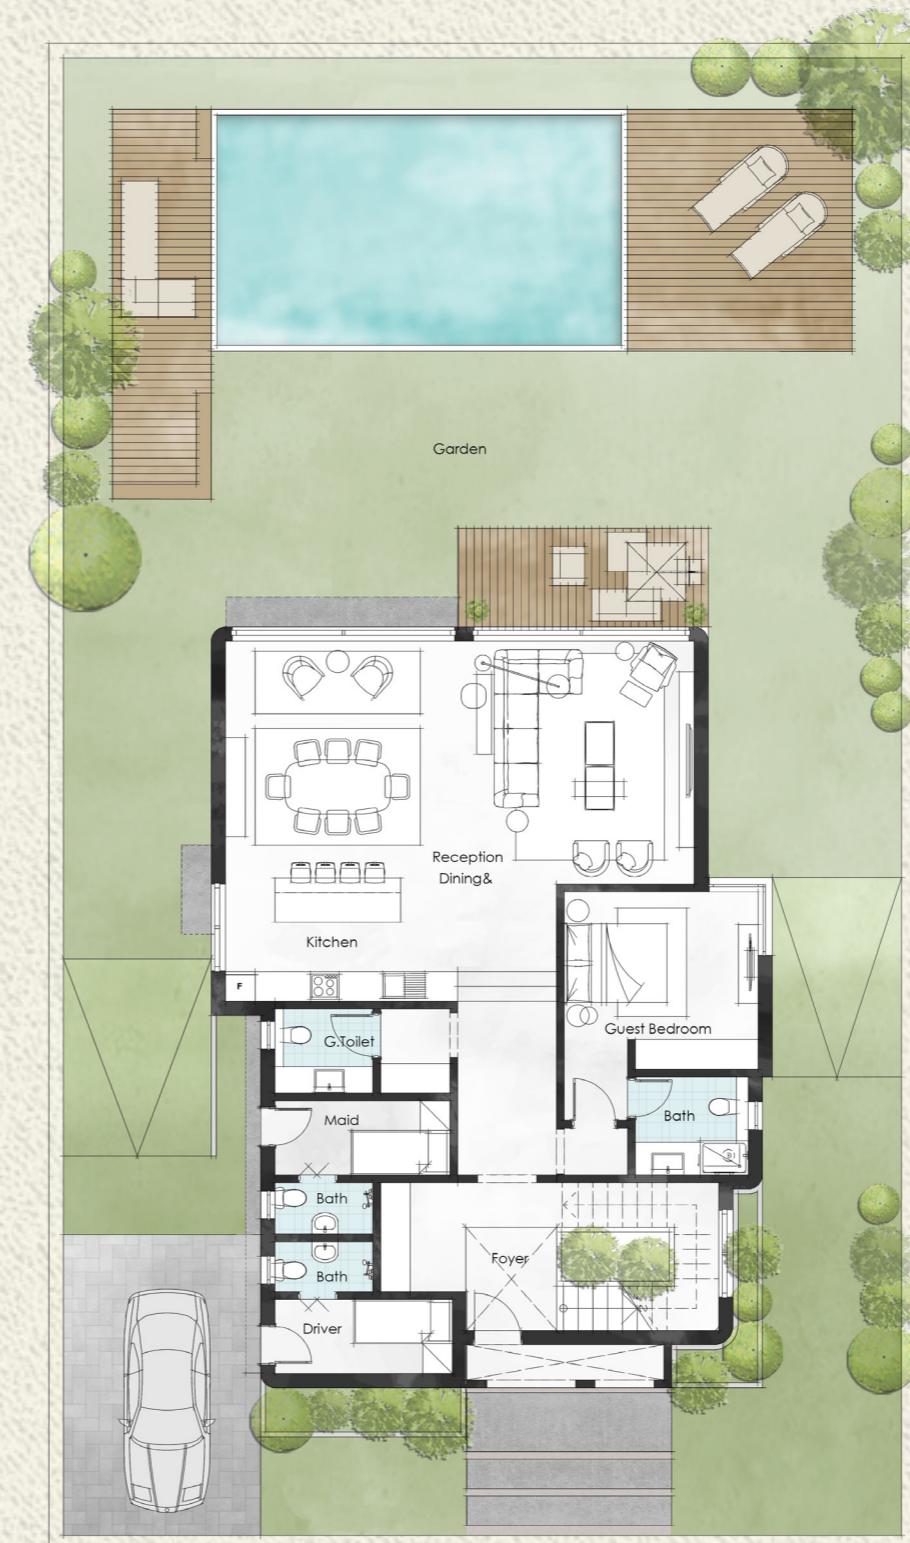 Garden
Reception
Dining&
Kitchen
F
Guest Bedroom
G.Toilet
Bath
Maid
Bath
Foyer
Bath
Driver